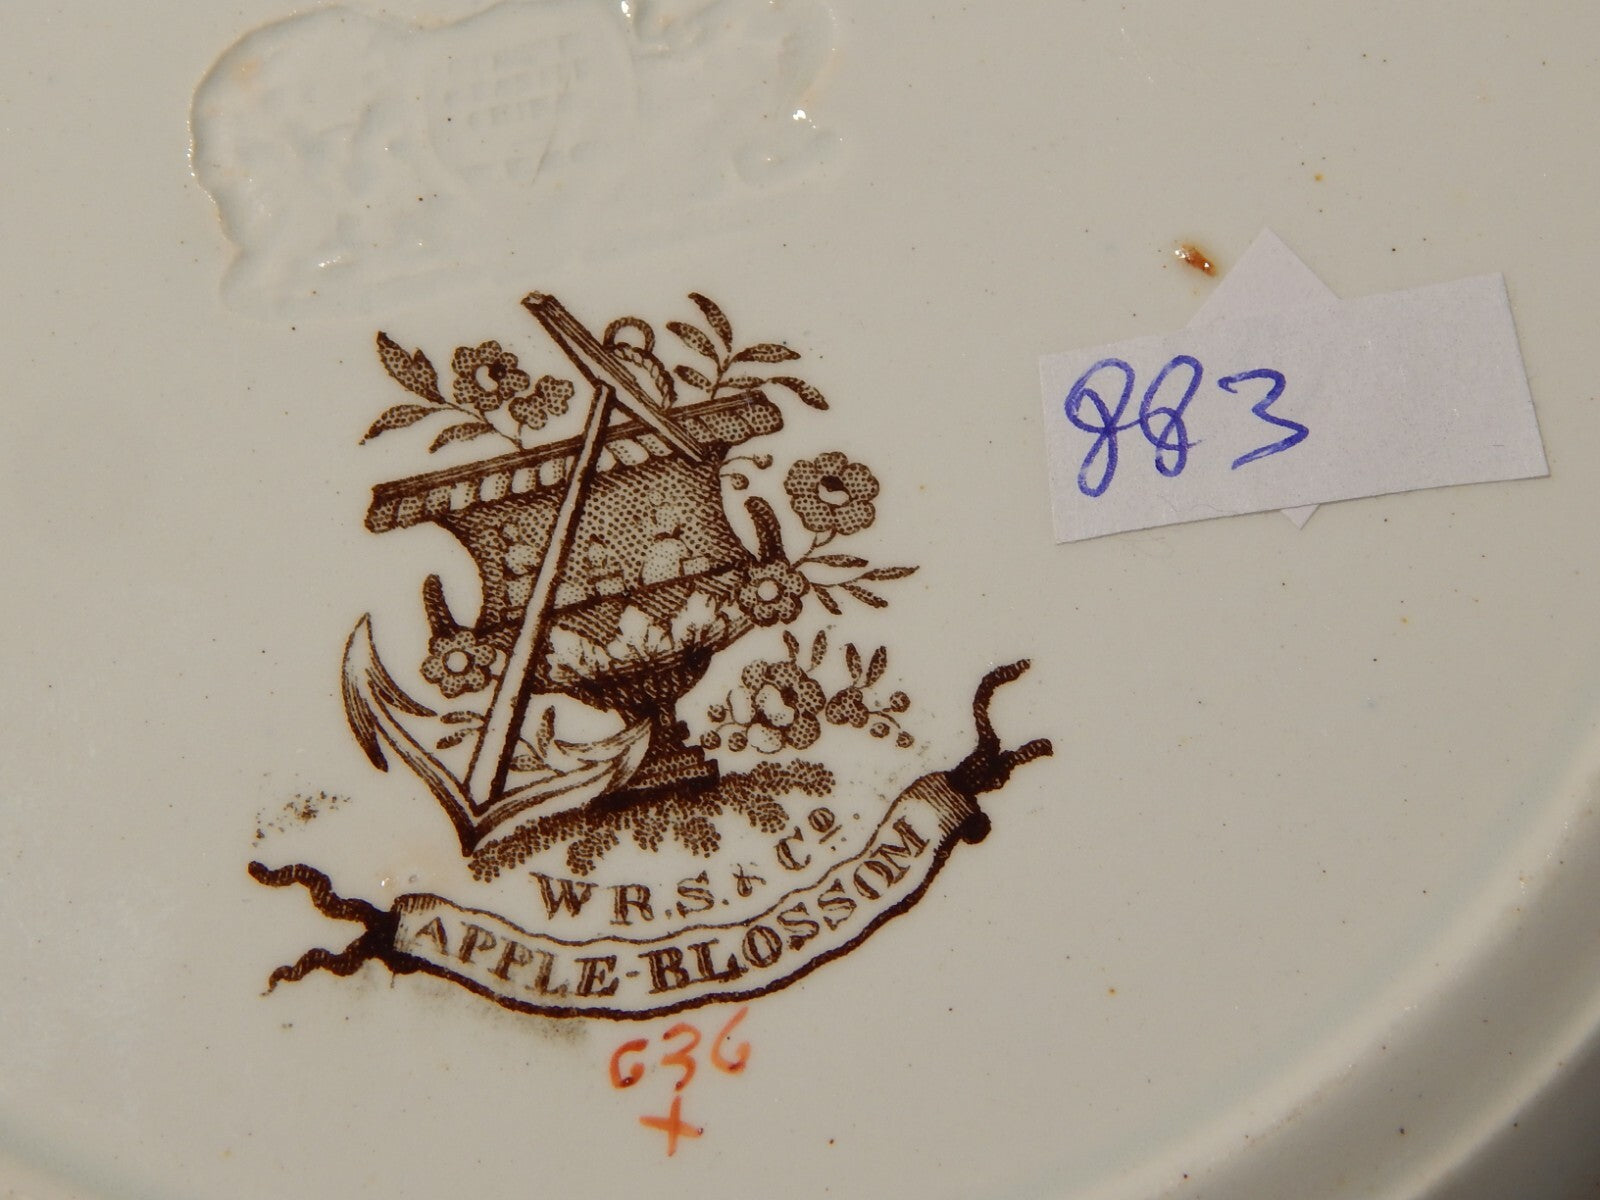 883
W R. S. & Co
APPLE-BLOSSOM
636
X